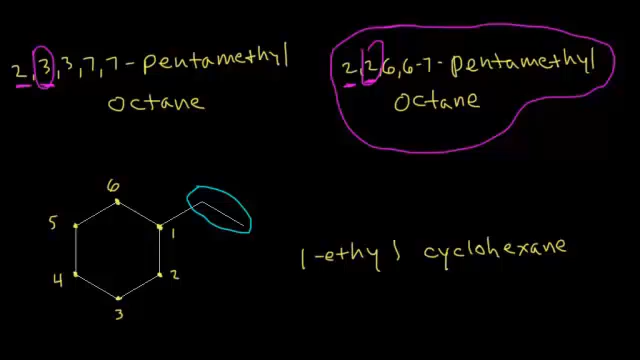 2,3,3,7,7-pentamethyl
octane
2,2,6,6-7-pentamethyl
octane
6
5
1
4
2
3
1-ethyl cyclohexane